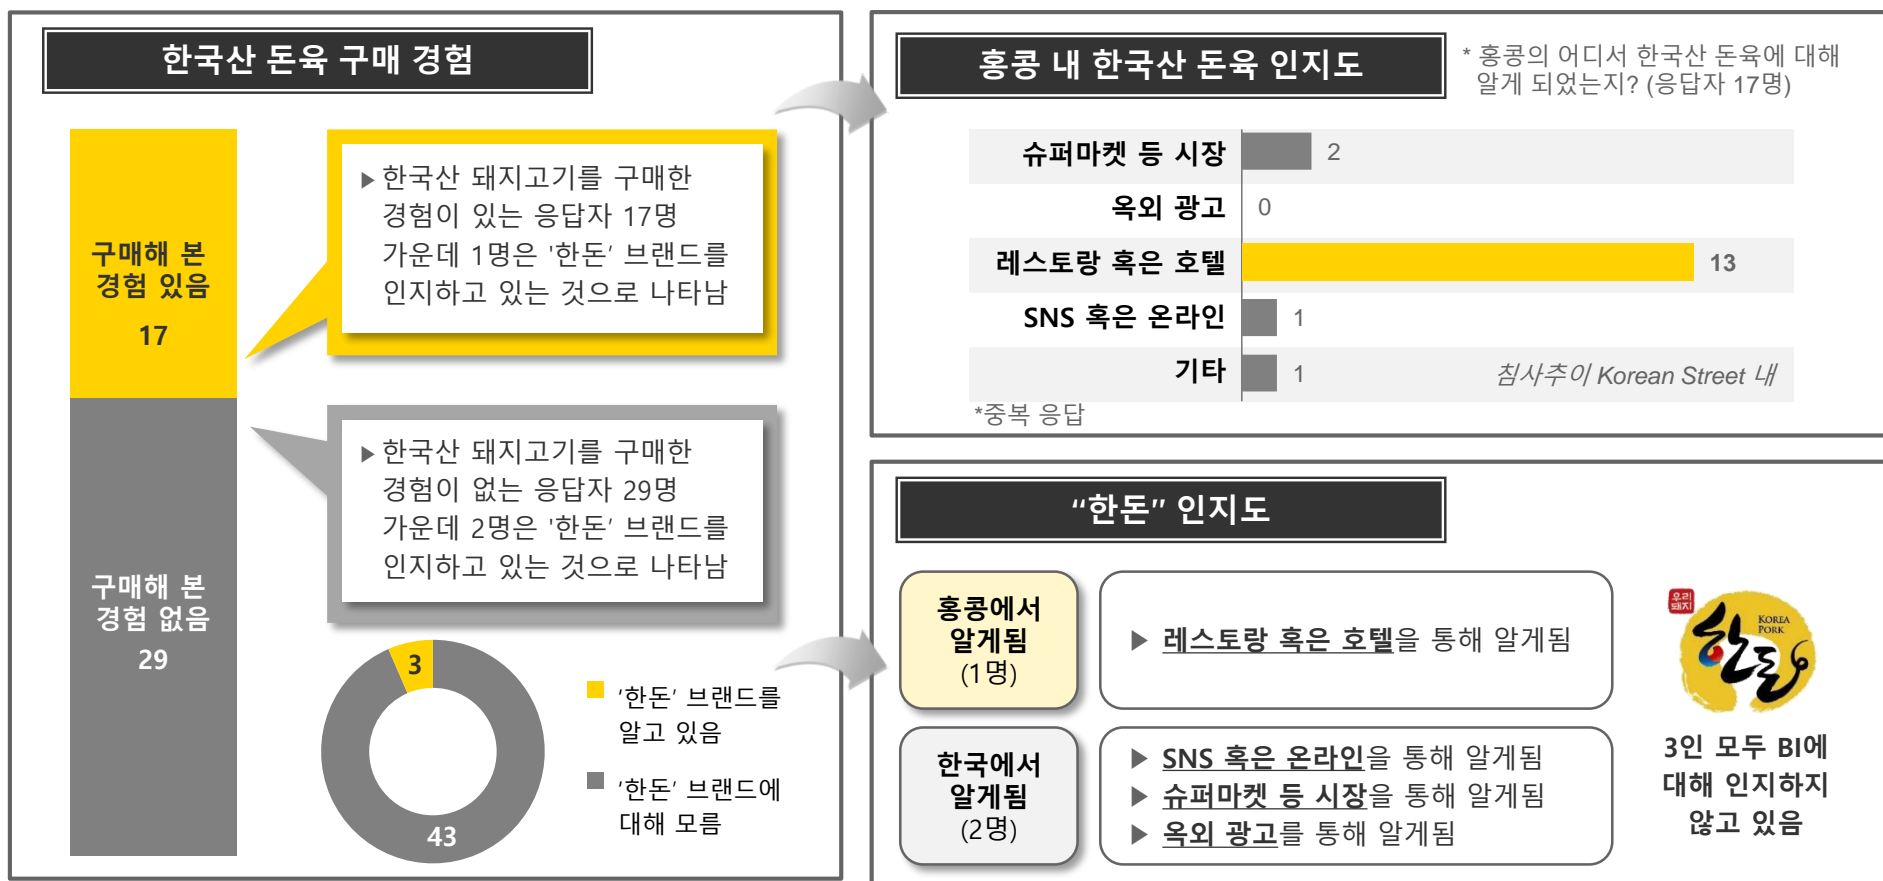 한국산 돈육 구매 경험
구매해 본
경험 있음
17
구매해 본
경험 없음
29
▶ 한국산 돼지고기를 구매한
경험이 있는 응답자 17명
가운데 1명은 '한돈’ 브랜드를
인지하고 있는 것으로 나타남
▶ 한국산 돼지고기를 구매한
경험이 없는 응답자 29명
가운데 2명은 '한돈’ 브랜드를
인지하고 있는 것으로 나타남
3
43
‘한돈’ 브랜드를
알고 있음
‘한돈’ 브랜드에
대해 모름
홍콩 내 한국산 돈육 인지도
* 홍콩의 어디서 한국산 돈육에 대해
알게 되었는지? (응답자 17명)
슈퍼마켓 등 시장 2
옥외 광고 0
레스토랑 혹은 호텔 13
SNS 혹은 온라인 1
기타 1 침사추이 Korean Street 내
*중복 응답
“한돈” 인지도
홍콩에서
알게됨
(1명)
▶ 레스토랑 혹은 호텔을 통해 알게됨
한국에서
알게됨
(2명)
▶ SNS 혹은 온라인을 통해 알게됨
▶ 슈퍼마켓 등 시장을 통해 알게됨
▶ 옥외 광고를 통해 알게됨
우리
돼지
KOREA
PORK
한돈
3인 모두 BI에
대해 인지하지
않고 있음